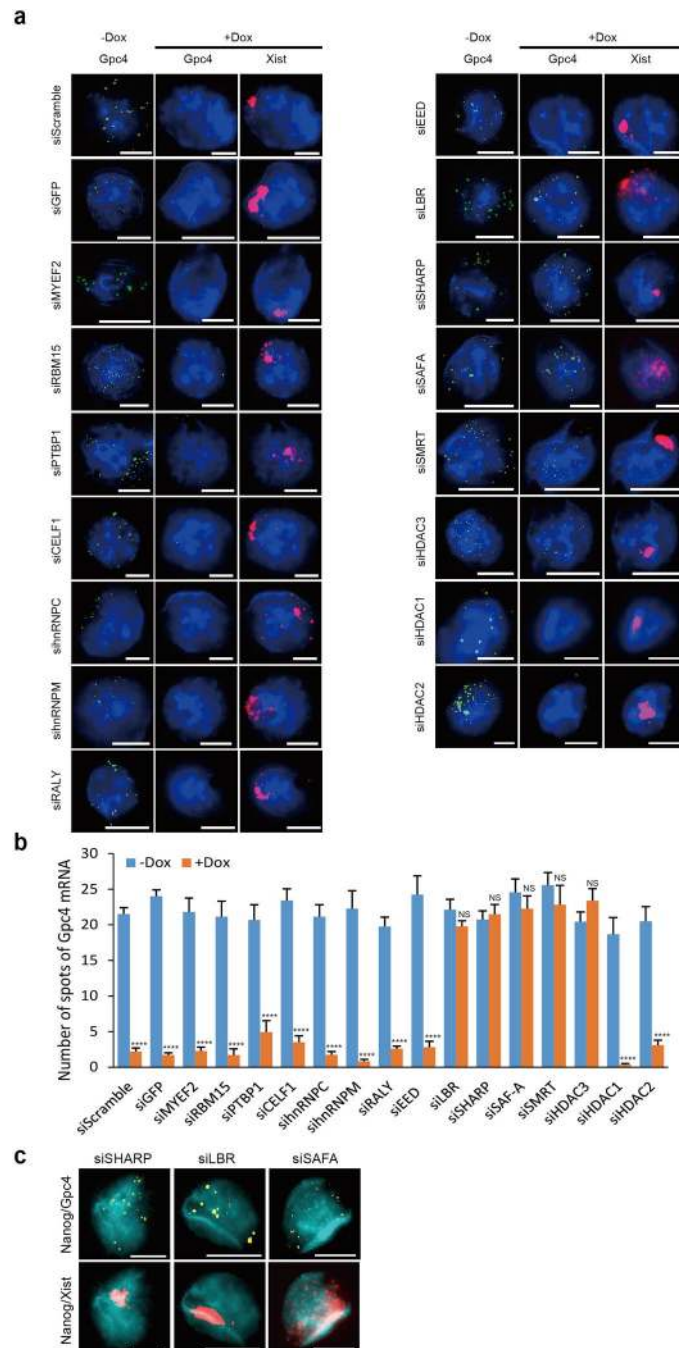 a
-Dox +Dox
Gpc4 Gpc4 Xist
siScramble
siGFP
siMYEF2
siRBM15
siPTBP1
siCELF1
sihnRNPC
sihnRNPM
siRALY
-Dox +Dox
Gpc4 Gpc4 Xist
siEED
siLBR
siSHARP
siSAFA
siSMRT
siHDAC3
siHDAC1
siHDAC2
b
-Dox +Dox
Number of spots of Gpc4 mRNA
30
25
20
15
10
5
0
**** **** **** **** **** **** **** **** **** **** NS NS NS NS NS **** ****
siScramble siGFP siMYEF2 siRBM15 siPTBP1 siCELF1 sihnRNPC sihnRNPM siRALY siEED siLBR siSHARP siSAF-A siSMRT siHDAC3 siHDAC1 siHDAC2
c
siSHARP siLBR siSAFA
Nanog/Gpc4
Nanog/Xist